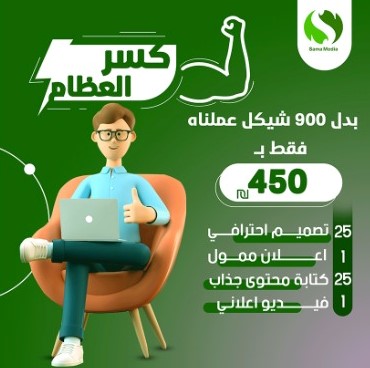 Sama Media
كسر
العظام
بدل 900 شيكل عملناه
فقط بـ
450 ₪
25 تصميم احترافي
1 اعلان ممول
25 كتابة محتوى جذاب
1 فيديو اعلاني